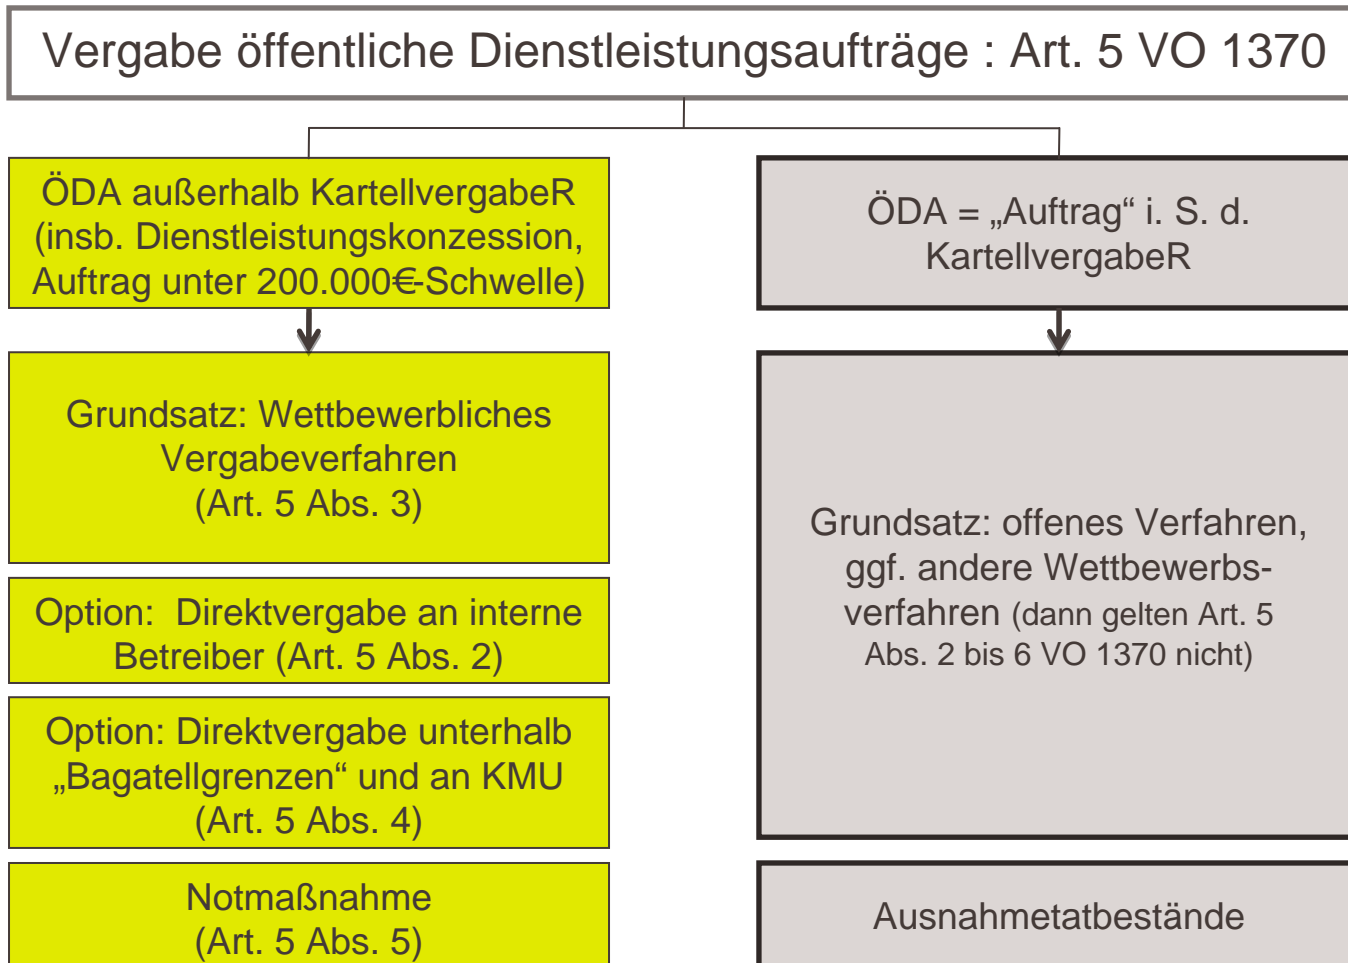 Vergabe öffentliche Dienstleistungsaufträge : Art. 5 VO 1370
ÖDA außerhalb KartellvergabeR
(insb. Dienstleistungskonzession,
Auftrag unter 200.000€-Schwelle)
Grundsatz: Wettbewerbliches
Vergabeverfahren
(Art. 5 Abs. 3)
Option: Direktvergabe an interne
Betreiber (Art. 5 Abs. 2)
Option: Direktvergabe unterhalb
„Bagatellgrenzen“ und an KMU
(Art. 5 Abs. 4)
Notmaßnahme
(Art. 5 Abs. 5)
ÖDA = „Auftrag“ i. S. d.
KartellvergabeR
Grundsatz: offenes Verfahren,
ggf. andere Wettbewerbs-
verfahren (dann gelten Art. 5
Abs. 2 bis 6 VO 1370 nicht)
Ausnahmetatbestände